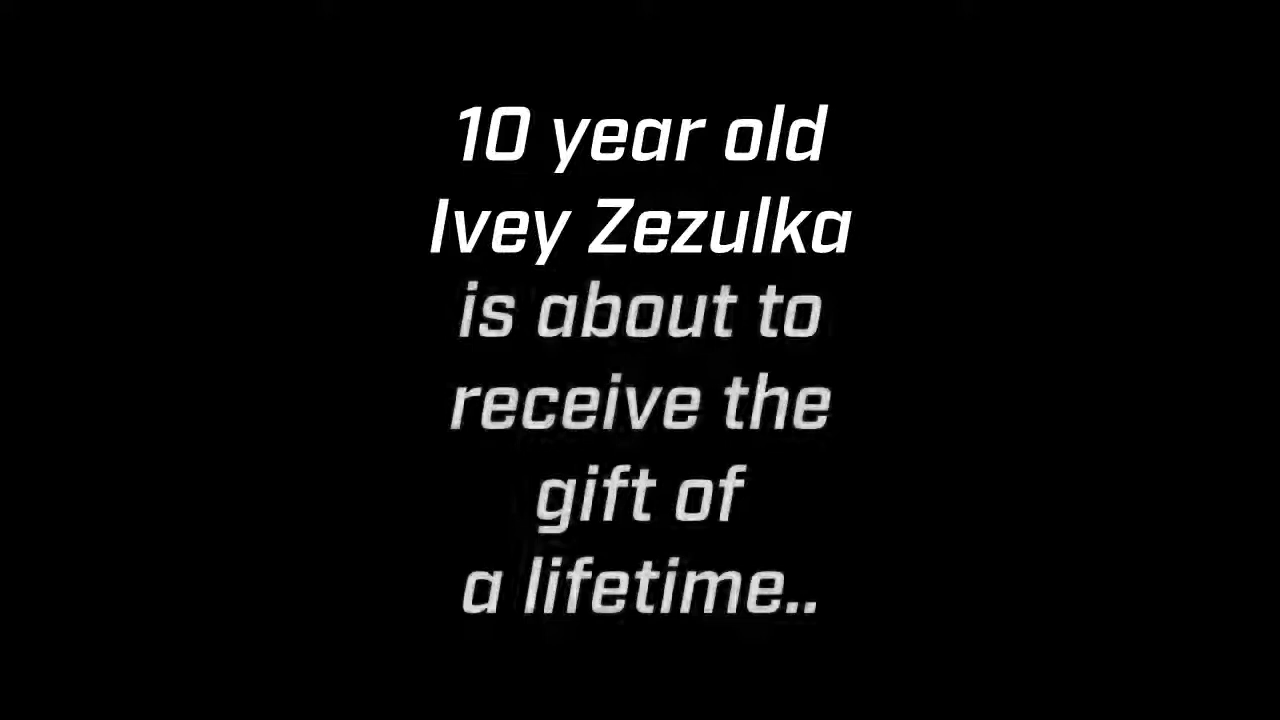 10 year old
Ivey Zezulka
is about to
receive the
gift of
a lifetime..